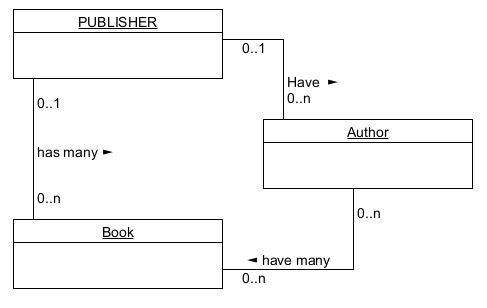 PUBLISHER
0..1
Have ►
0..n
0..1
Author
has many ►
0..n
0..n
Book
◄ have many
0..n